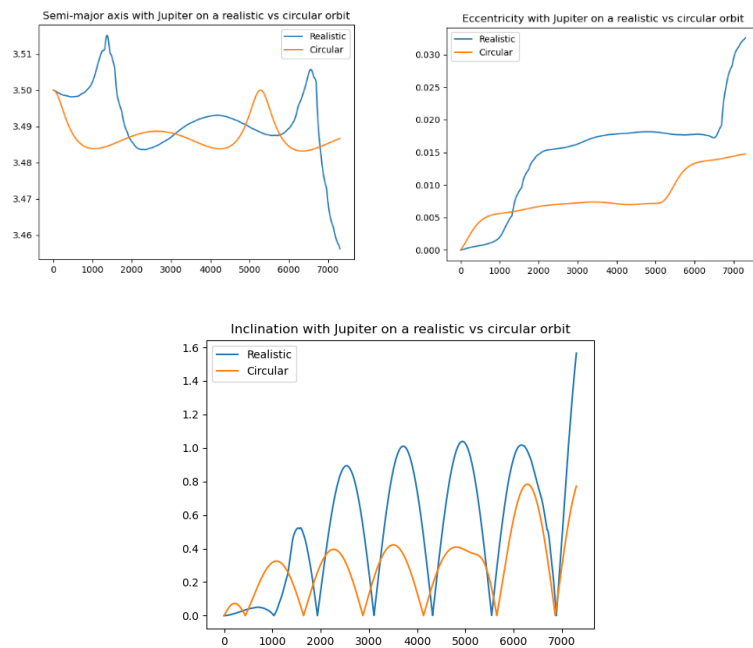 Semi-major axis with Jupiter on a realistic vs circular orbit
Realistic
Circular
3.51
3.50
3.49
3.48
3.47
3.46
0 1000 2000 3000 4000 5000 6000 7000
Eccentricity with Jupiter on a realistic vs circular orbit
Realistic
Circular
0.030
0.025
0.020
0.015
0.010
0.005
0.000
0 1000 2000 3000 4000 5000 6000 7000
Inclination with Jupiter on a realistic vs circular orbit
Realistic
Circular
1.6
1.4
1.2
1.0
0.8
0.6
0.4
0.2
0.0
0 1000 2000 3000 4000 5000 6000 7000